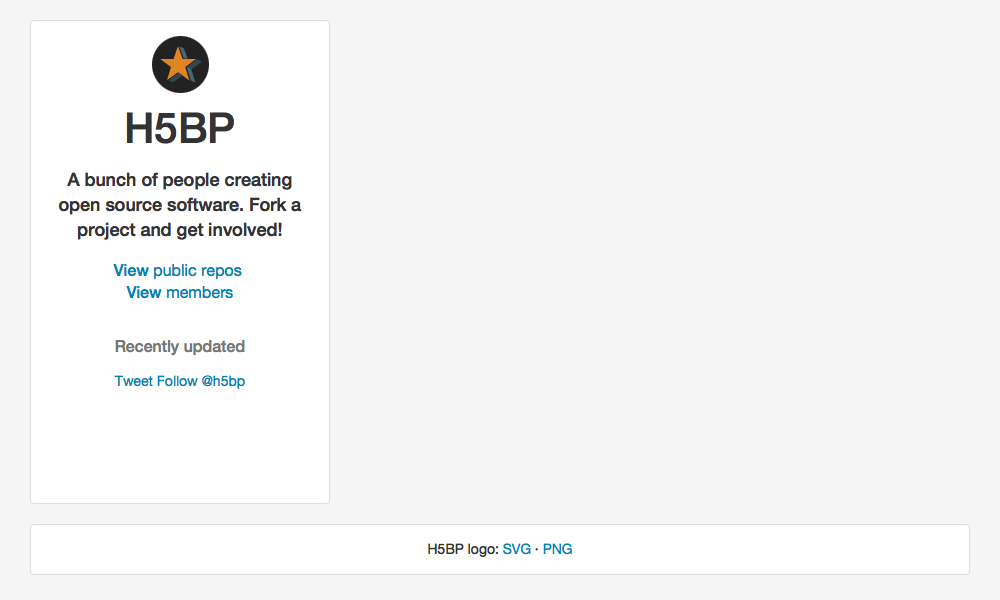 H5BP
A bunch of people creating
open source software. Fork a
project and get involved!
View public repos
View members
Recently updated
Tweet Follow @h5bp
H5BP logo: SVG · PNG